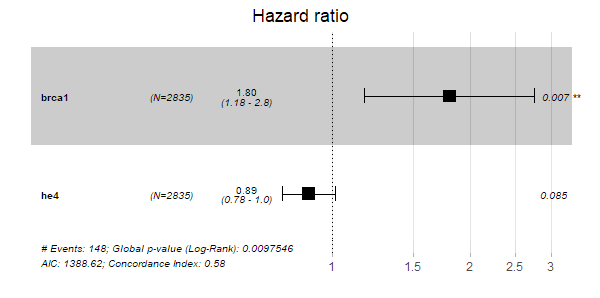 Hazard ratio
brca1 (N=2835) 1.80 0.007 **
(1.18 - 2.8)
he4 (N=2835) 0.89 0.085
(0.78 - 1.0)
# Events: 148; Global p-value (Log-Rank): 0.0097546
AIC: 1388.62; Concordance Index: 0.58
1 1.5 2 2.5 3